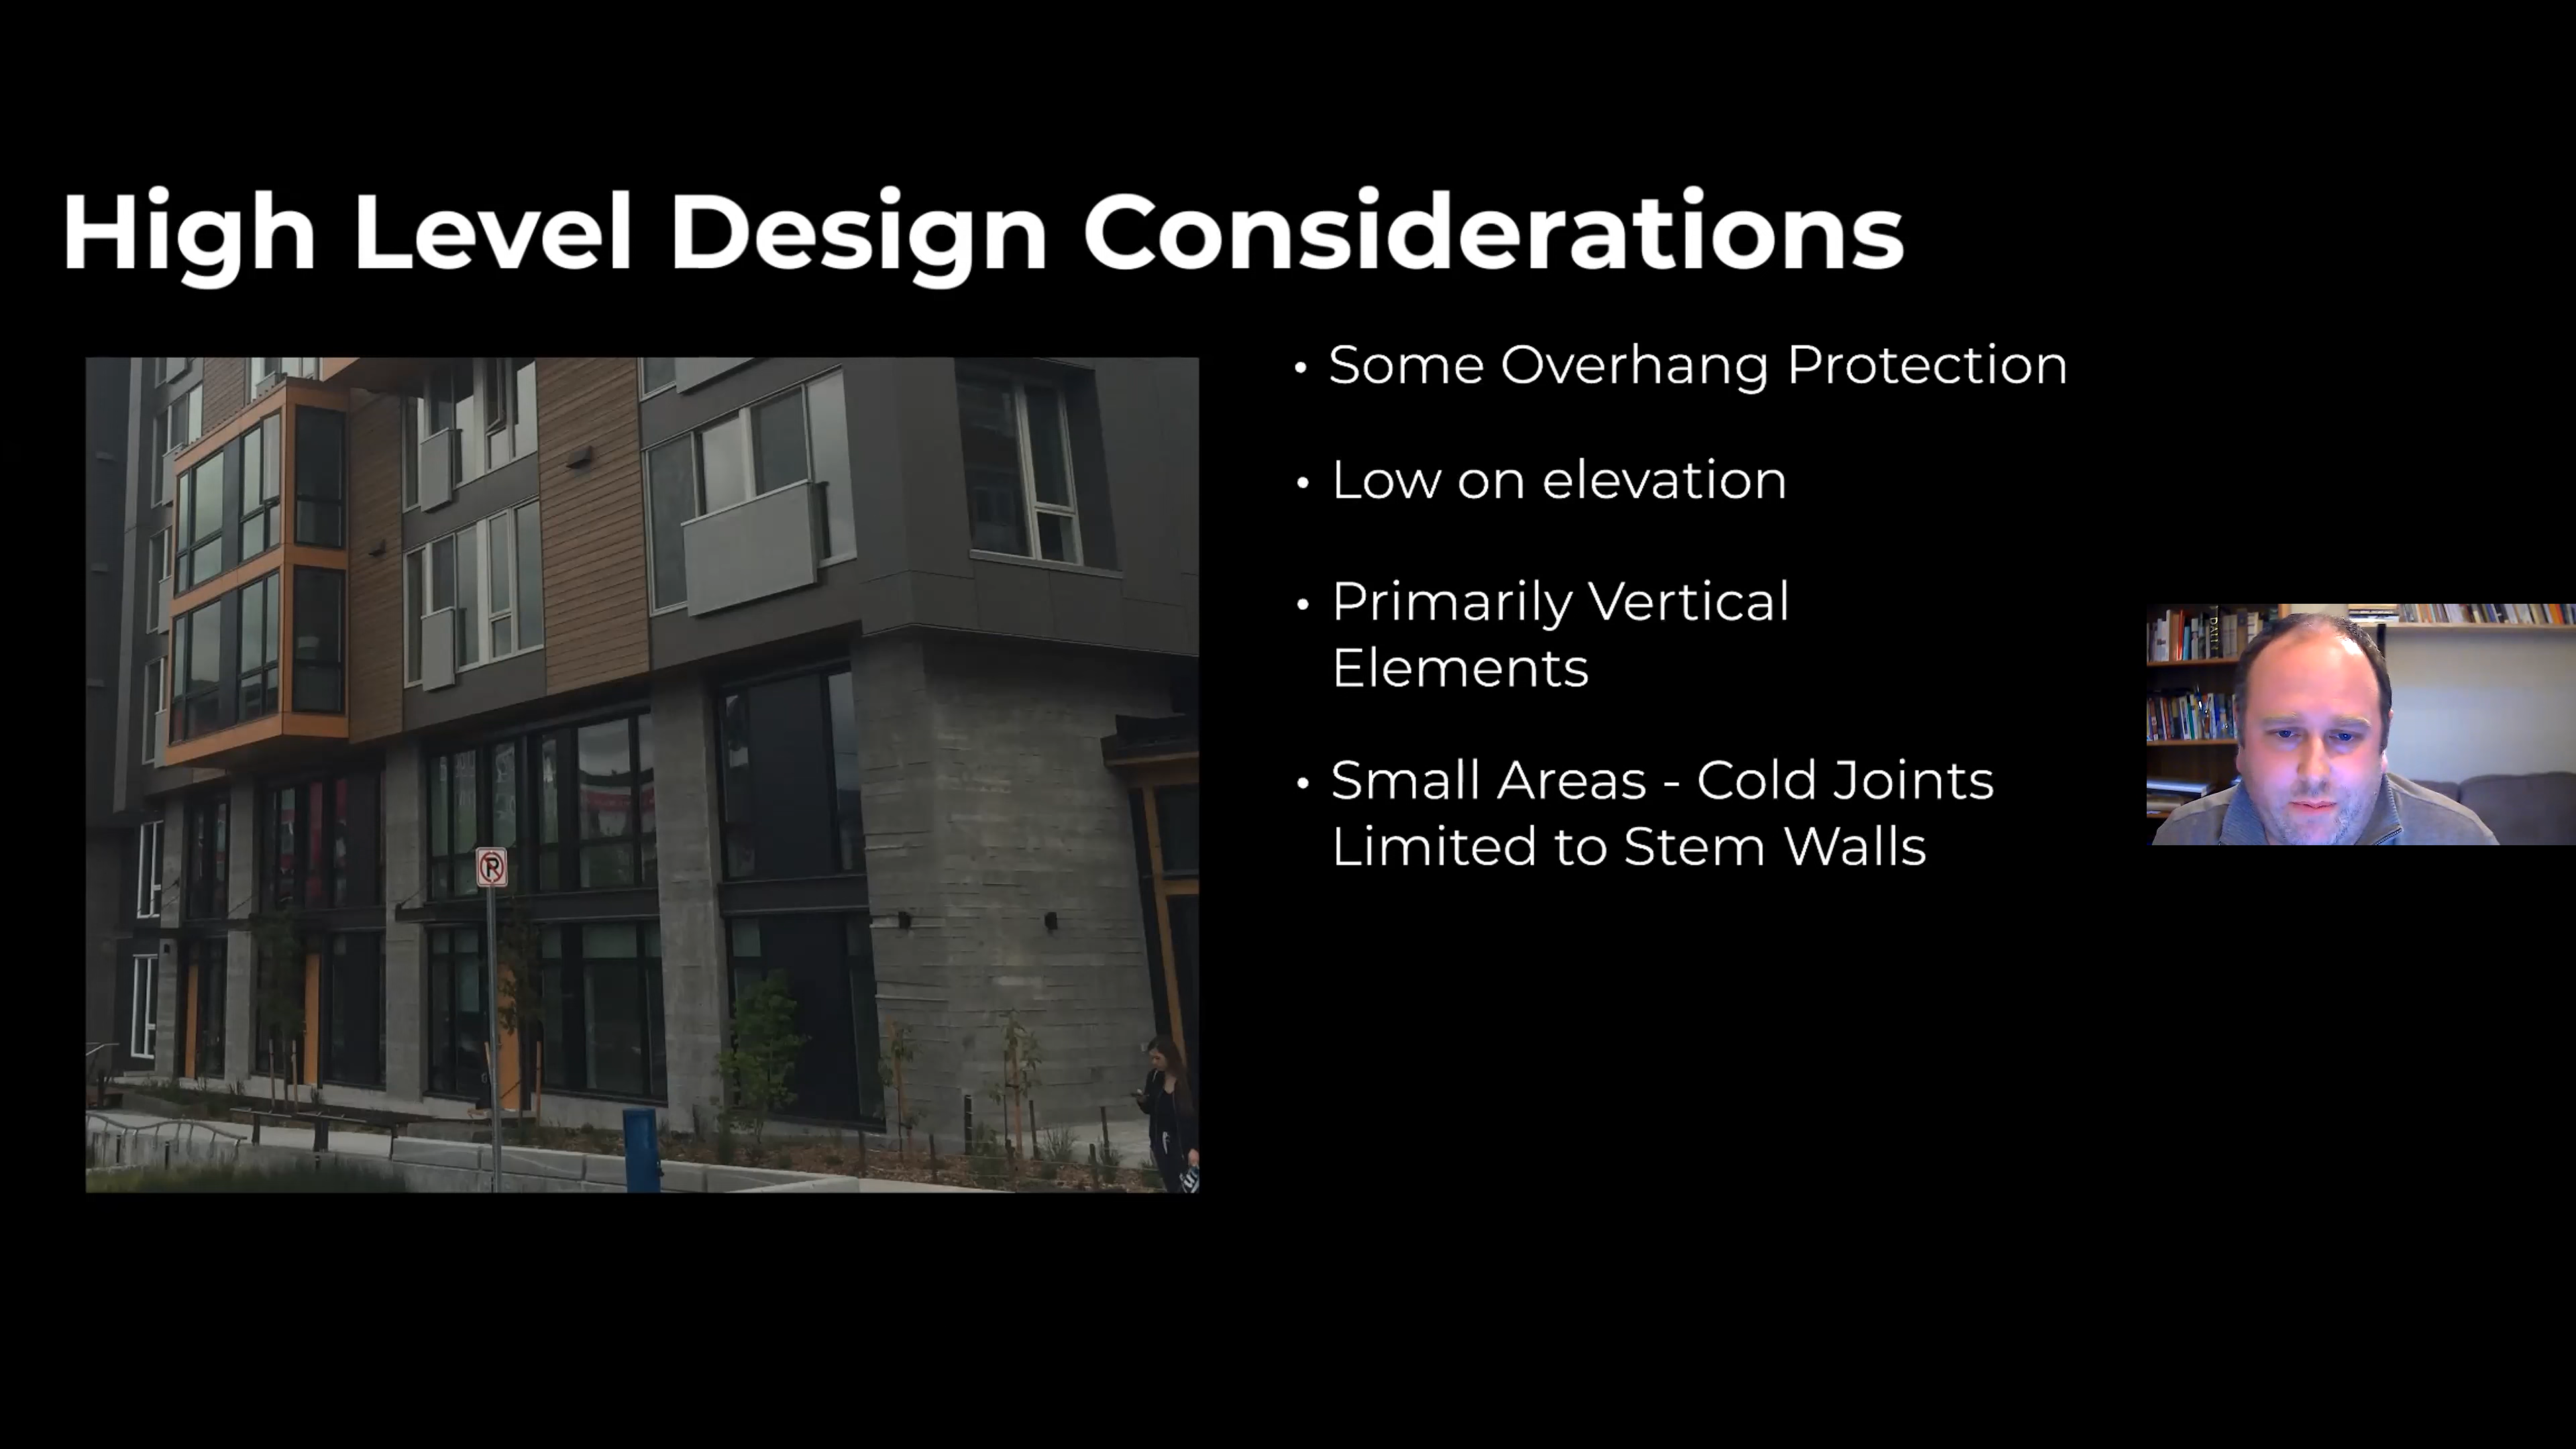 High Level Design Considerations
• Some Overhang Protection
• Low on elevation
• Primarily Vertical
Elements
• Small Areas - Cold Joints
Limited to Stem Walls
P
DALI